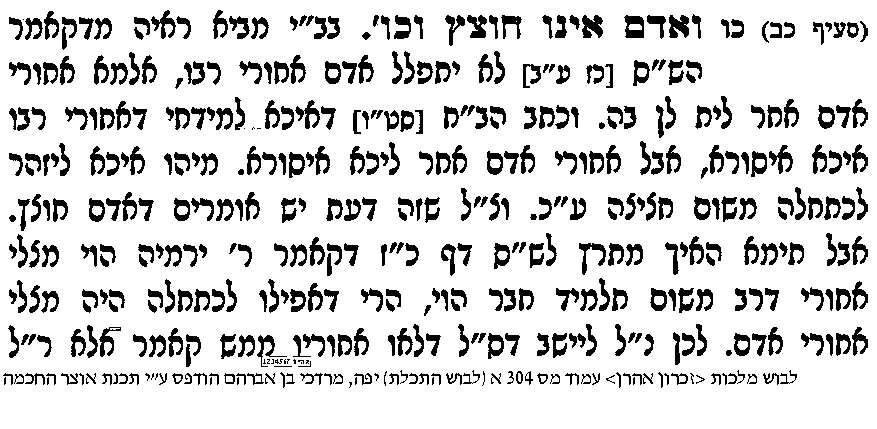 (סעיף כב) כו ואדם אינו חוצץ וכו'. בב"י מביא ראיה מדקאמר
הש"ס [כז ע"ב] לא יתפלל אדם אחורי רבו, אלמא אחורי
אדם אחר לית לן בה. וכתב הב"ח [סט"ו] דאיכא למידחי דאחורי רבו
איכא איסורא, אבל אחורי אדם אחר ליכא איסורא. מיהו איכא ליזהר
לכתחלה משום חציצה ע"כ. וצ"ל שזה דעת יש אומרים דאדם חוצץ.
אבל תימא האיך מתרץ לש"ס דף כ"ז דקאמר ר' ירמיה הוי מצלי
אחורי דרב משום תלמיד חבר הוי, הרי דאפילו לכתחלה היה מצלי
אחורי אדם. לכן נ"ל ליישב דס"ל דלאו אחוריו ממש קאמר אלא ר"ל
1234567
לבוש מלכות <זכרון אהרן> עמוד מס 304 א (לבוש התכלת) יפה, מרדכי בן אברהם הודפס ע"י תכנת אוצר החכמה